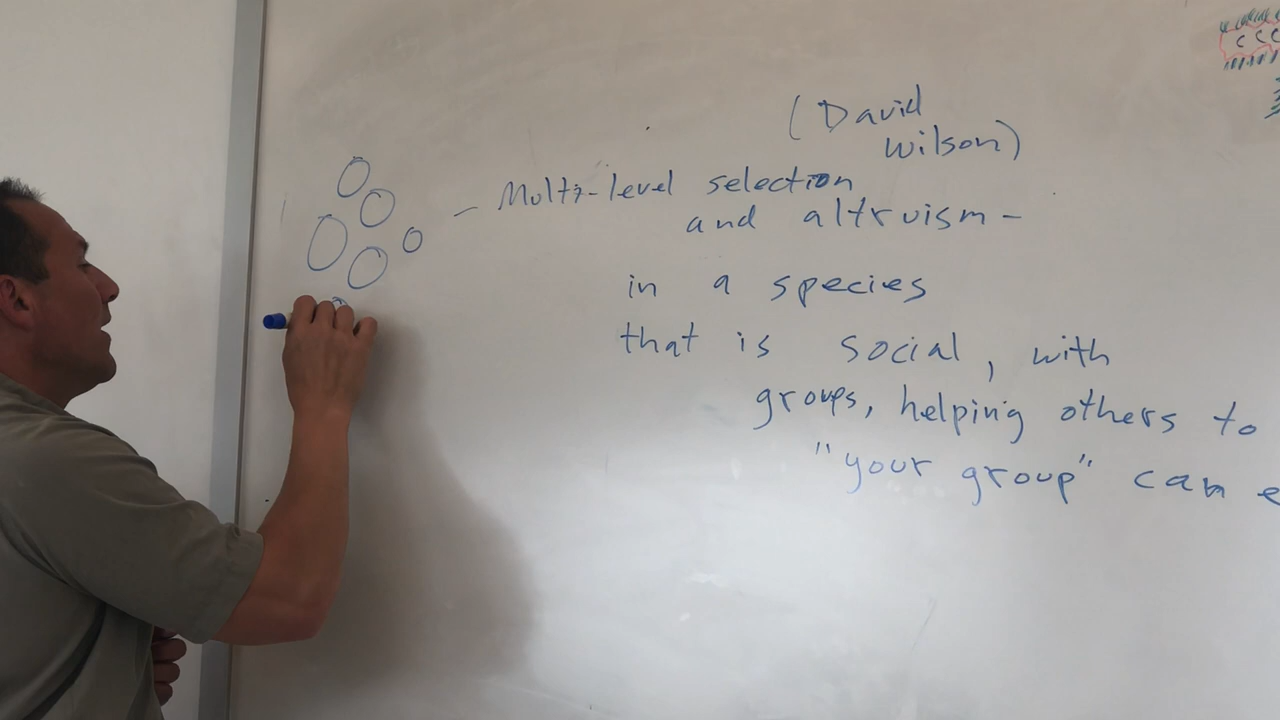 (David
Wilson)
- Multi-level selection
and altruism -
in a species
that is social, with
groups, helping others to
"your group" can e